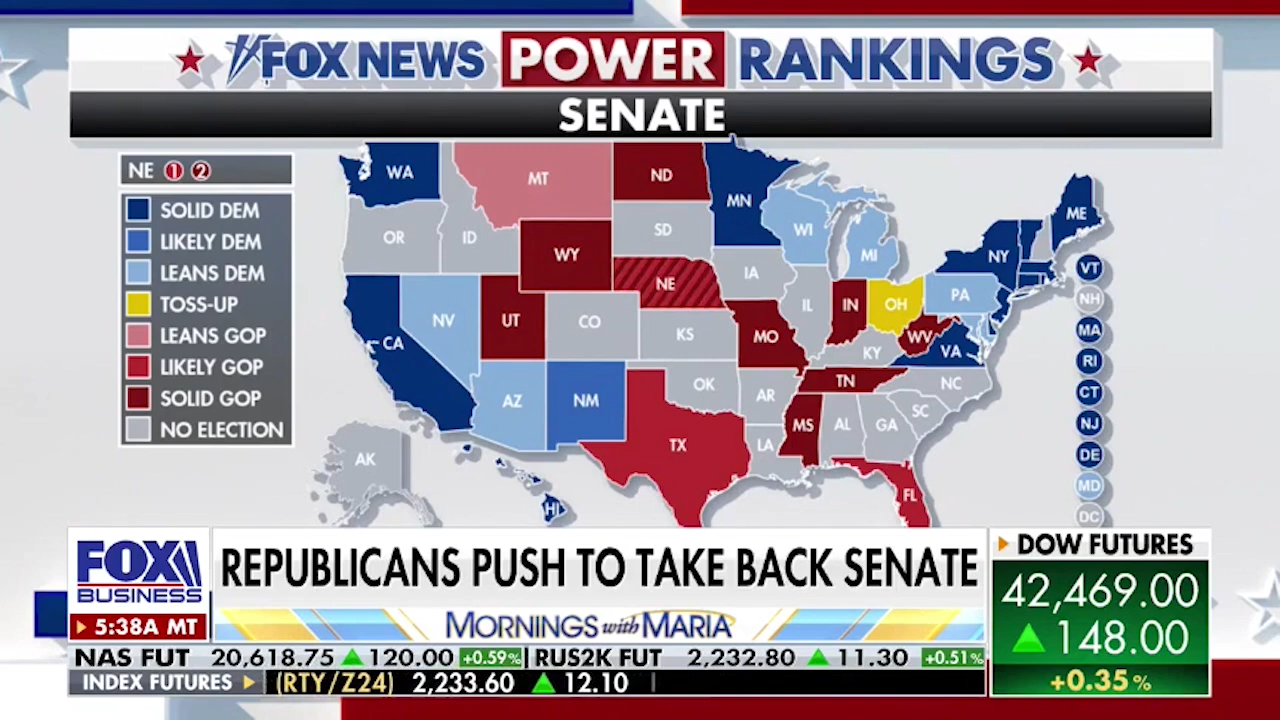 FOX NEWS POWER RANKINGS
SENATE
NE 1 2
SOLID DEM
LIKELY DEM
LEANS DEM
TOSS-UP
LEANS GOP
LIKELY GOP
SOLID GOP
NO ELECTION
WA
MT
ND
MN
ME
OR
ID
SD
WI
MI
NY
WY
NE
IA
PA
NV
UT
CO
KS
MO
IL
IN
OH
WV
VA
KY
CA
AZ
NM
OK
AR
TN
NC
SC
TX
LA
MS
AL
GA
AK
HI
FL
VT
NH
MA
RI
CT
NJ
DE
MD
DC
FOX
BUSINESS
5:38A MT
REPUBLICANS PUSH TO TAKE BACK SENATE
MORNINGS with MARIA
DOW FUTURES
42,469.00
148.00
+0.35%
NAS FUT 20,618.75 120.00 +0.59% RUS2K FUT 2,232.80 11.30 +0.51%
INDEX FUTURES (RTY/Z24) 2,233.60 12.10